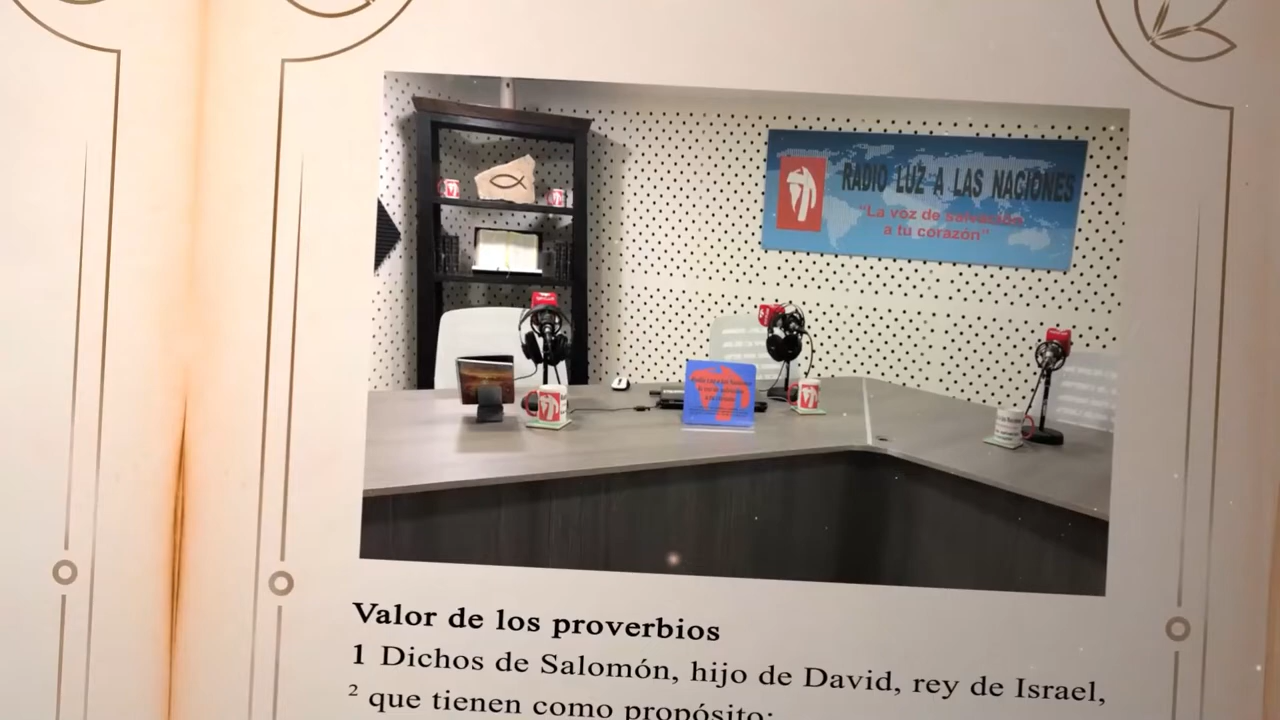 RADIO LUZ A LAS NACIONES
"La voz de salvación
a tu corazón"
Valor de los proverbios
1 Dichos de Salomón, hijo de David, rey de Israel,
2 que tienen como propósito: